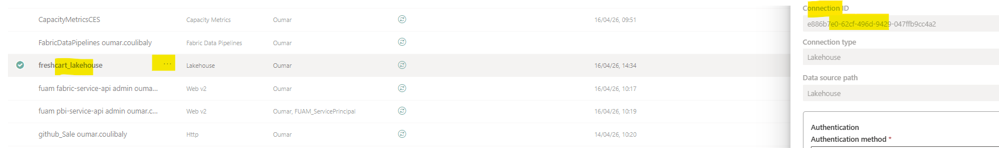 CapacityMetricsCES Capacity Metrics Oumar 16/04/26, 09:51
FabricDataPipelines oumar.coulibaly Fabric Data Pipelines Oumar
freshcart_lakehouse ... Lakehouse Oumar 16/04/26, 14:34
fuam fabric-service-api admin ouma... Web v2 Oumar 16/04/26, 10:17
fuam pbi-service-api admin oumar.c... Web v2 Oumar, FUAM_ServicePrincipal 16/04/26, 10:19
github_Sale oumar.coulibaly Http Oumar 14/04/26, 10:20
Connection ID
e886b7e0-62cf-496d-9429-047ffb9cc4a2
Connection type
Lakehouse
Data source path
Lakehouse
Authentication
Authentication method *